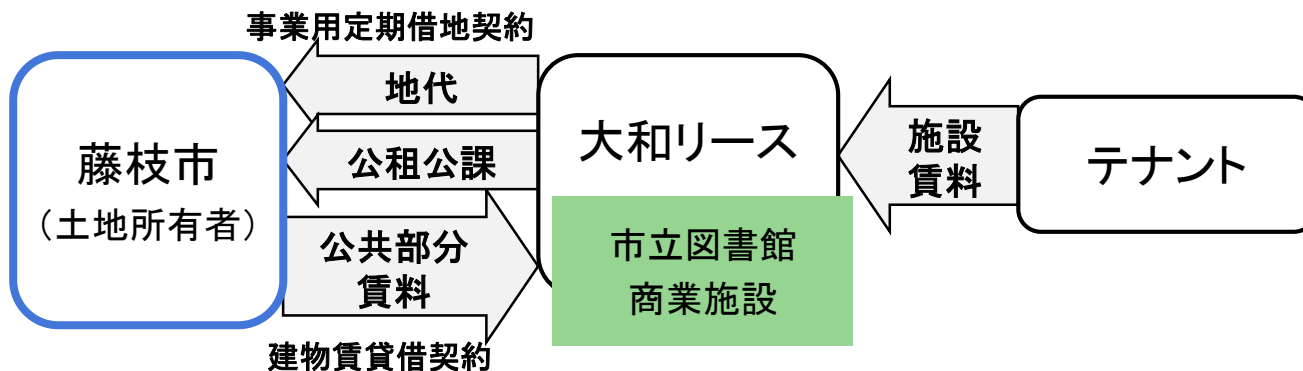 事業用定期借地契約
地代
公租公課
藤枝市
（土地所有者）
公共部分
賃料
建物賃貸借契約
大和リース
市立図書館
商業施設
施設
賃料
テナント